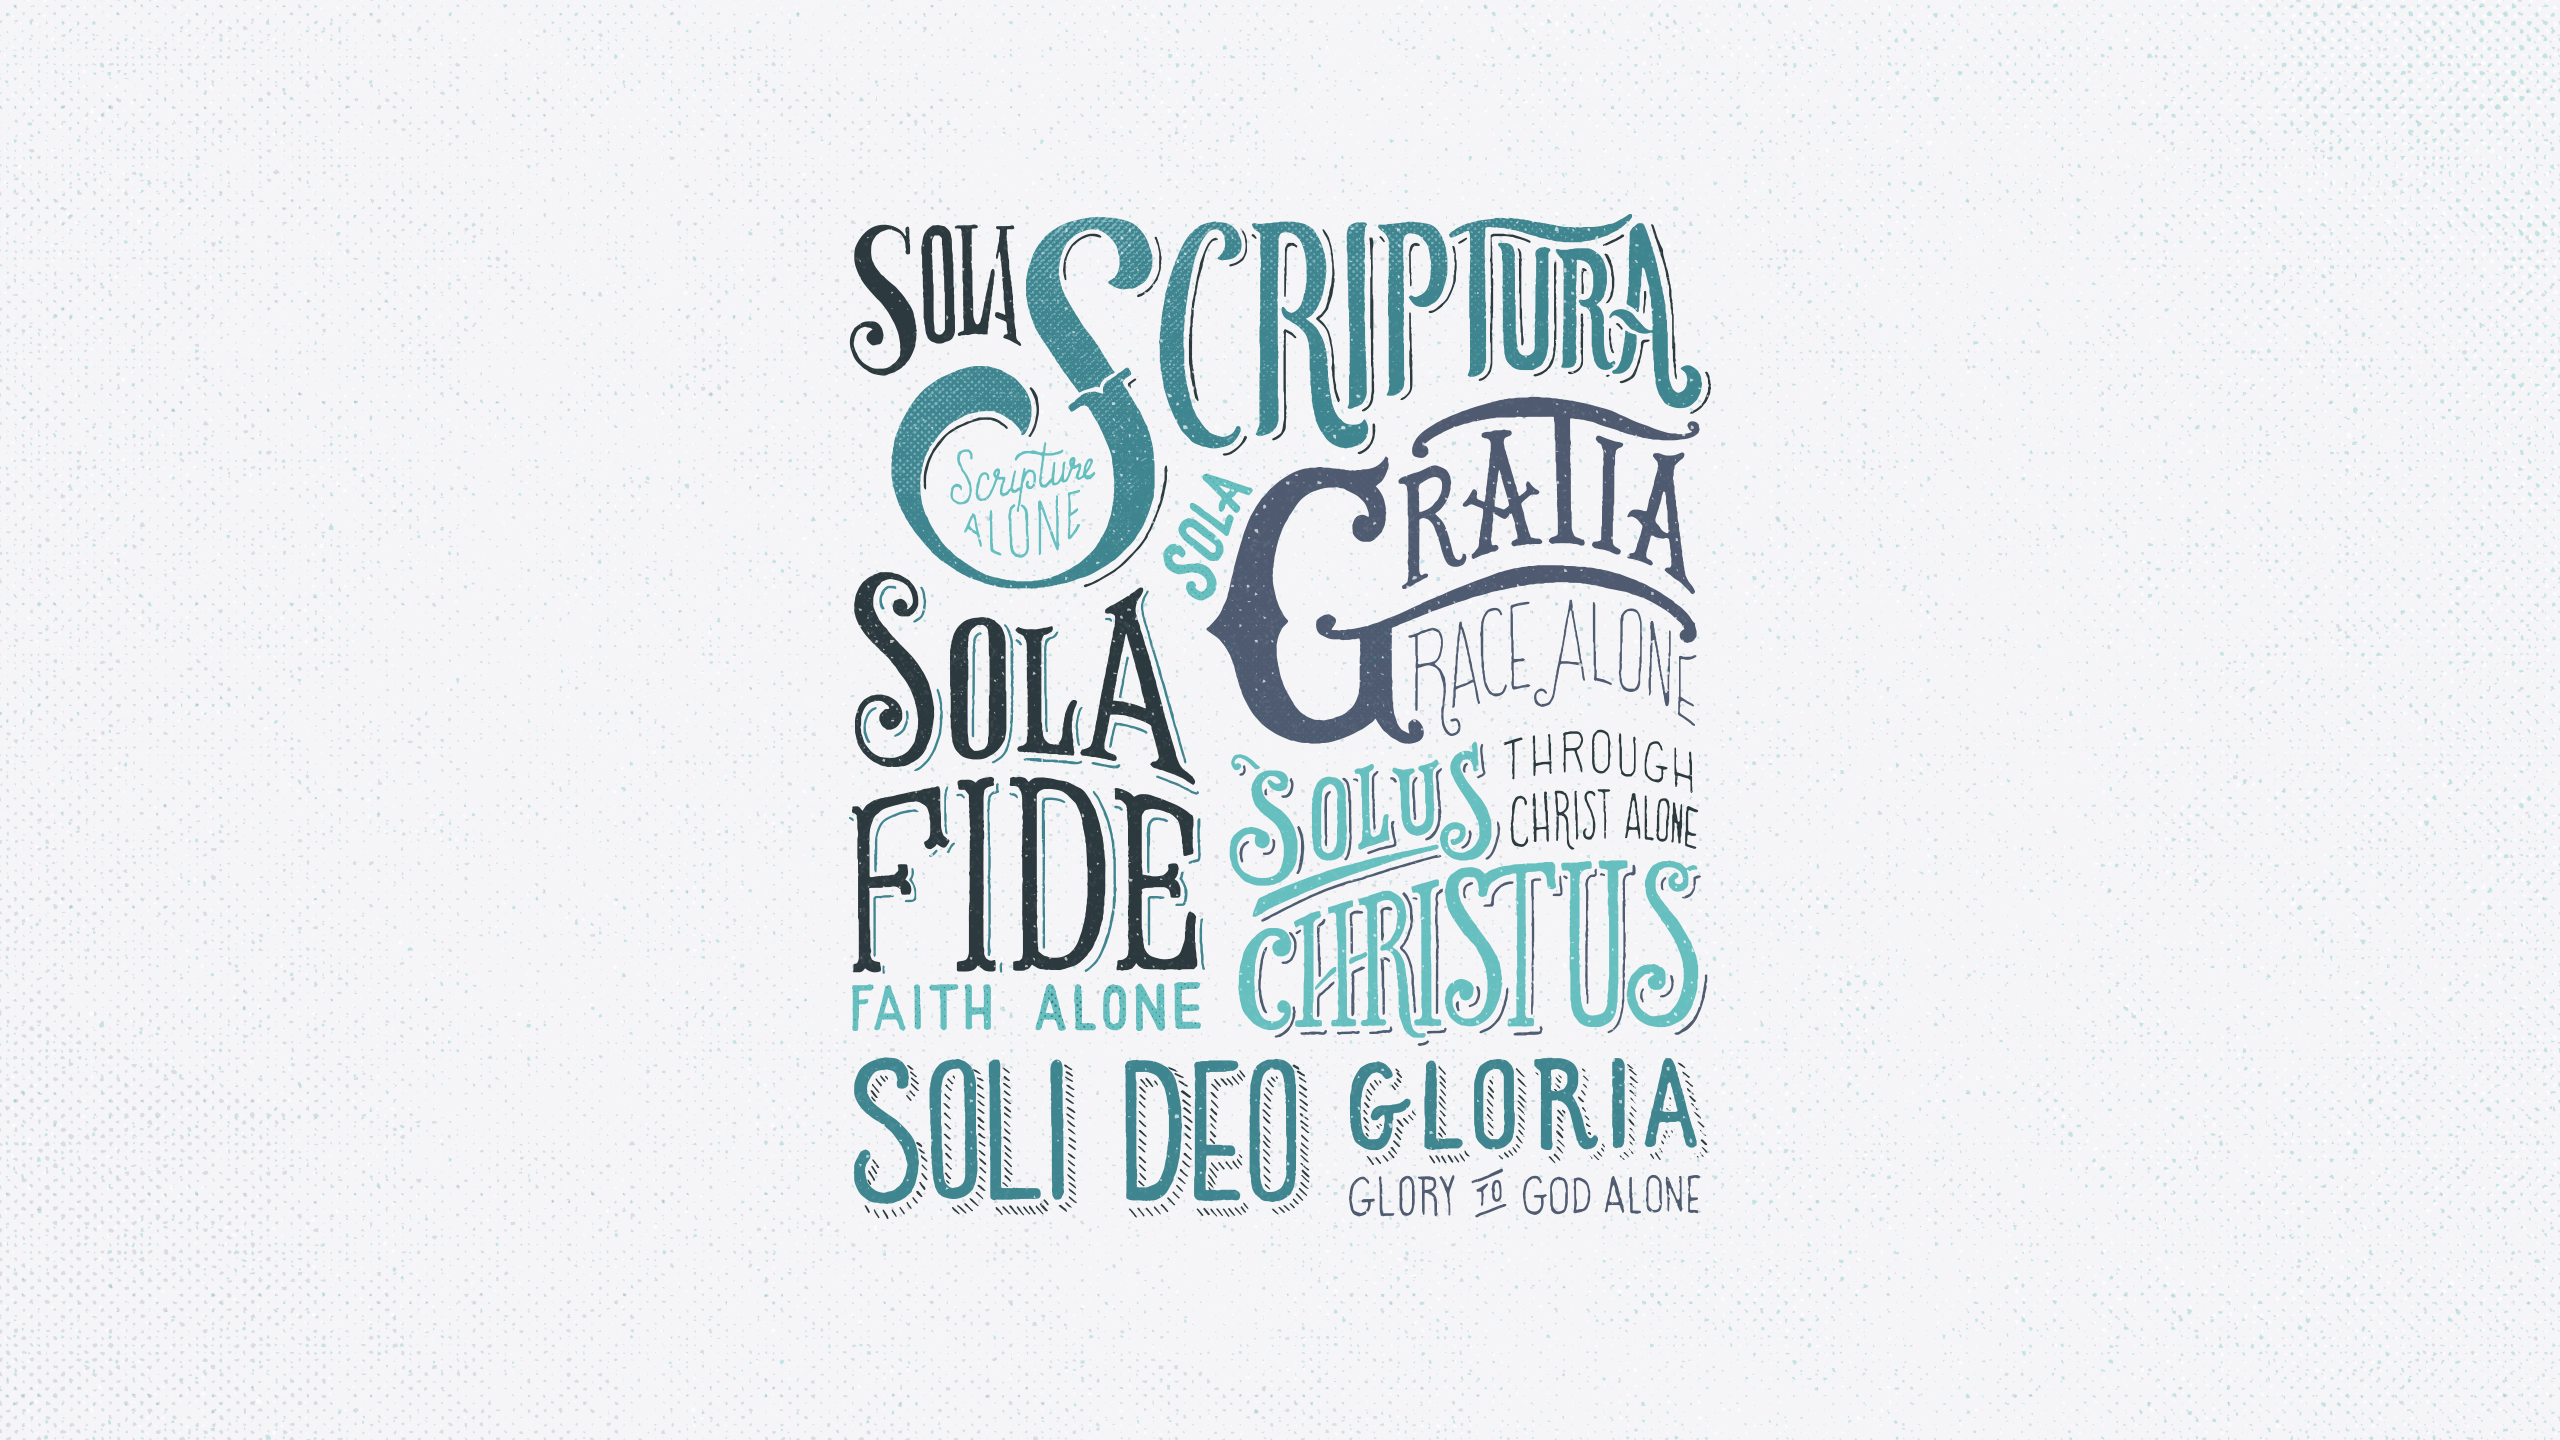 SOLA SCRIPTURA
Scripture
ALONE
SOLA GRATIA
GRACE ALONE
SOLA
FIDE
FAITH ALONE
SOLUS
THROUGH
CHRIST ALONE
CHRISTUS
SOLI DEO GLORIA
GLORY TO GOD ALONE